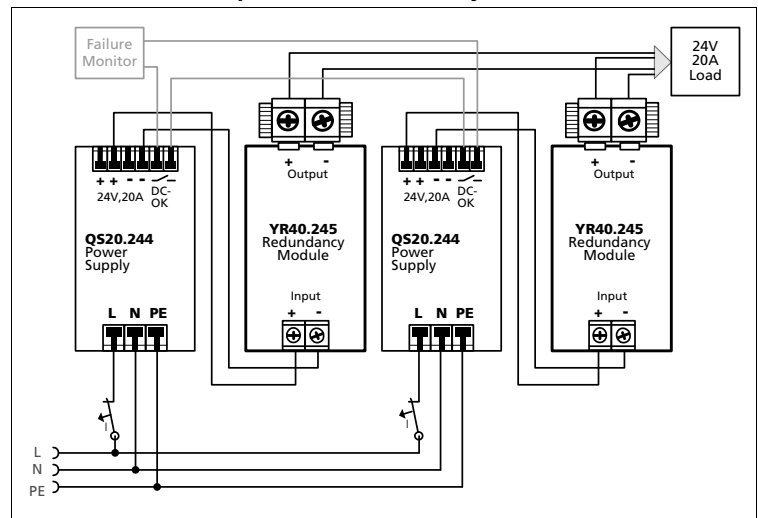 Failure
Monitor
24V
20A
Load
+ + - - DC-
24V,20A OK
QS20.244
Power
Supply
L N PE
+ -
Output
YR40.245
Redundancy
Module
Input
+ -
+ + - - DC-
24V,20A OK
QS20.244
Power
Supply
L N PE
+ -
Output
YR40.245
Redundancy
Module
Input
+ -
I
I
L
N
PE